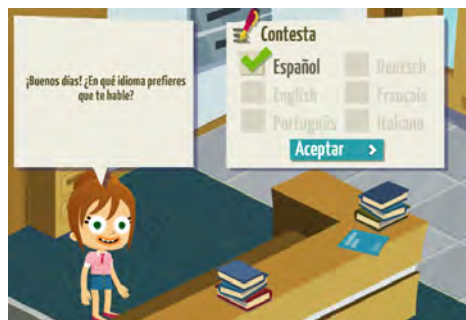 ¡Buenos días! ¿En qué idioma prefieres
que te hable?
Contesta
Español
Deutsch
English
Français
Português
Italiano
Aceptar >